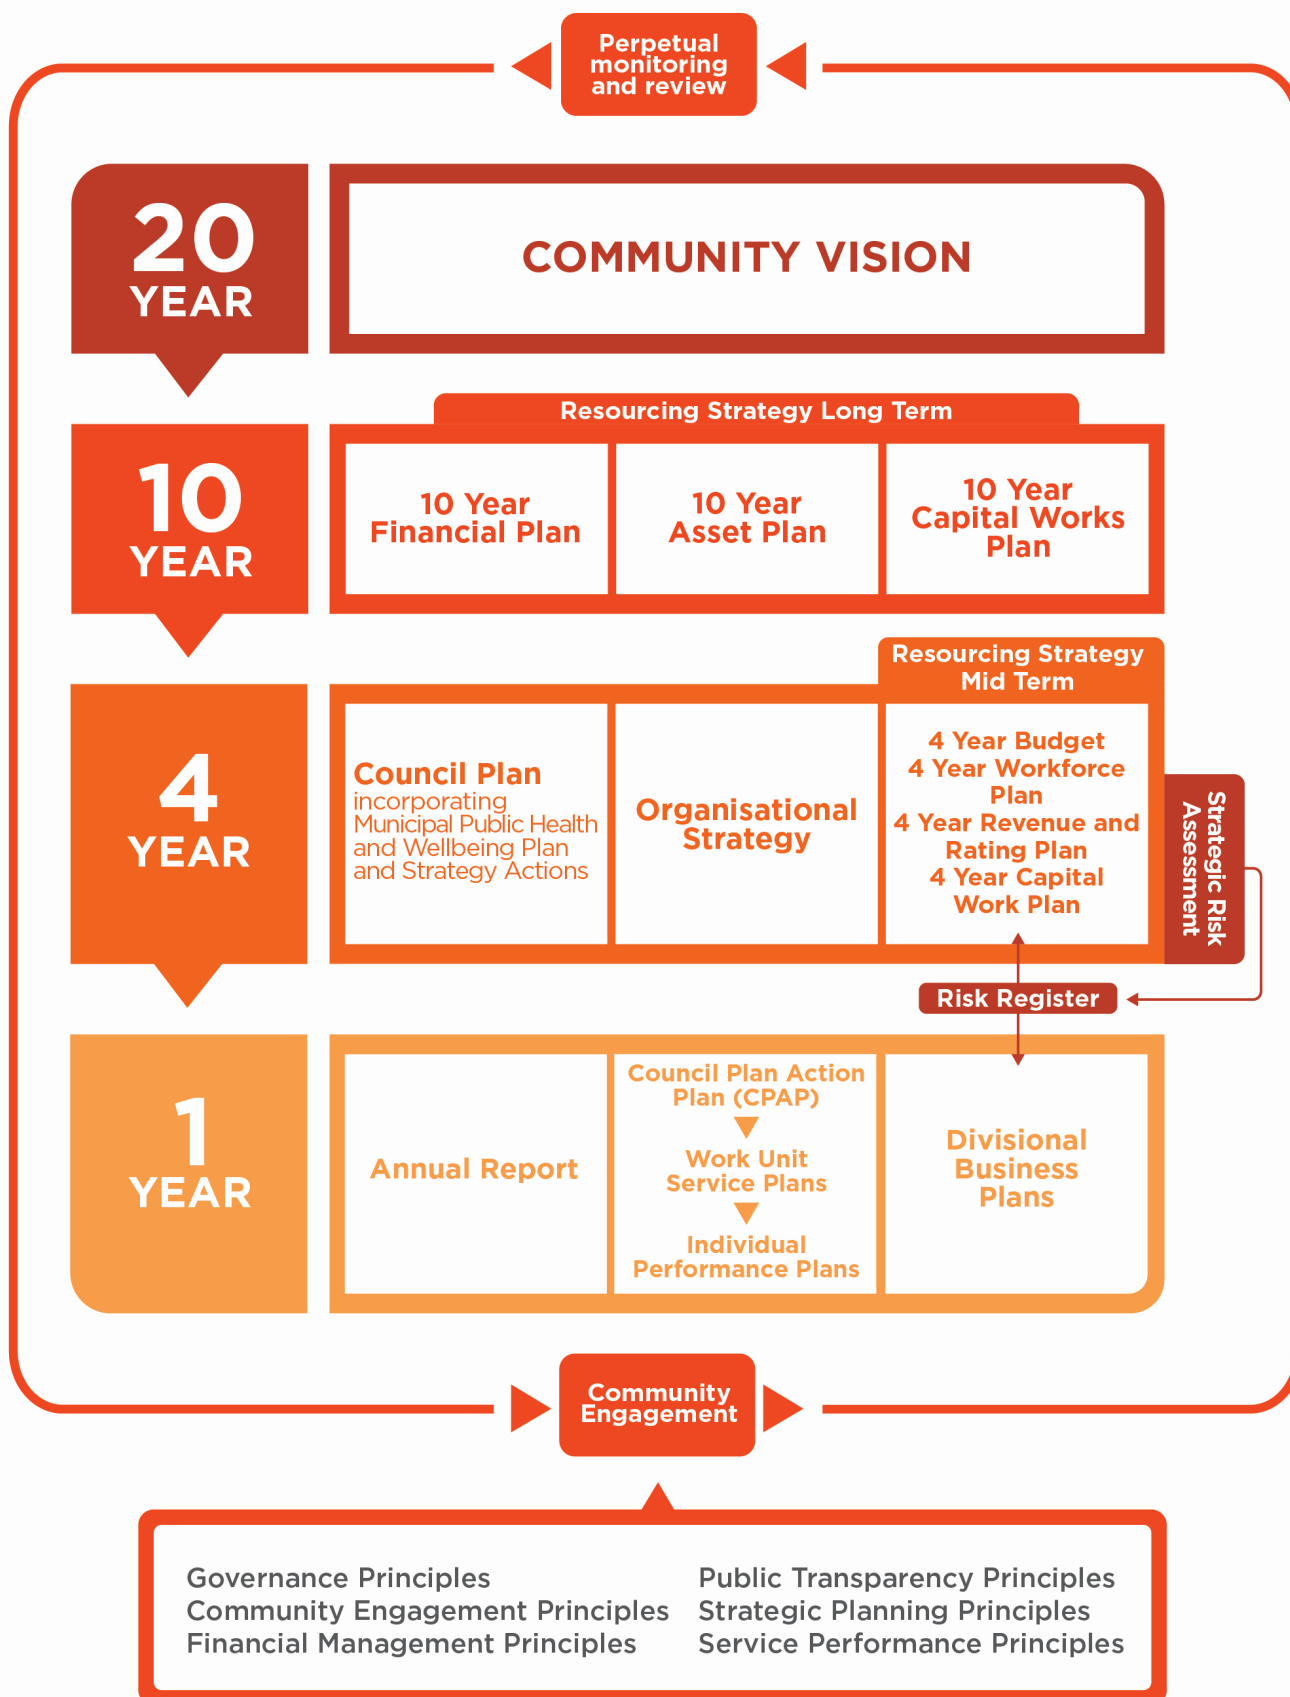 Perpetual
monitoring
and review
20
YEAR
COMMUNITY VISION
Resourcing Strategy Long Term
10
YEAR
10 Year
Financial Plan
10 Year
Asset Plan
10 Year
Capital Works
Plan
Resourcing Strategy
Mid Term
4
YEAR
Council Plan
incorporating
Municipal Public Health
and Wellbeing Plan
and Strategy Actions
Organisational
Strategy
4 Year Budget
4 Year Workforce
Plan
4 Year Revenue and
Rating Plan
4 Year Capital
Work Plan
Strategic Risk
Assessment
Risk Register
1
YEAR
Annual Report
Council Plan Action
Plan (CPAP)
Work Unit
Service Plans
Individual
Performance Plans
Divisional
Business
Plans
Community
Engagement
Governance Principles
Community Engagement Principles
Financial Management Principles
Public Transparency Principles
Strategic Planning Principles
Service Performance Principles